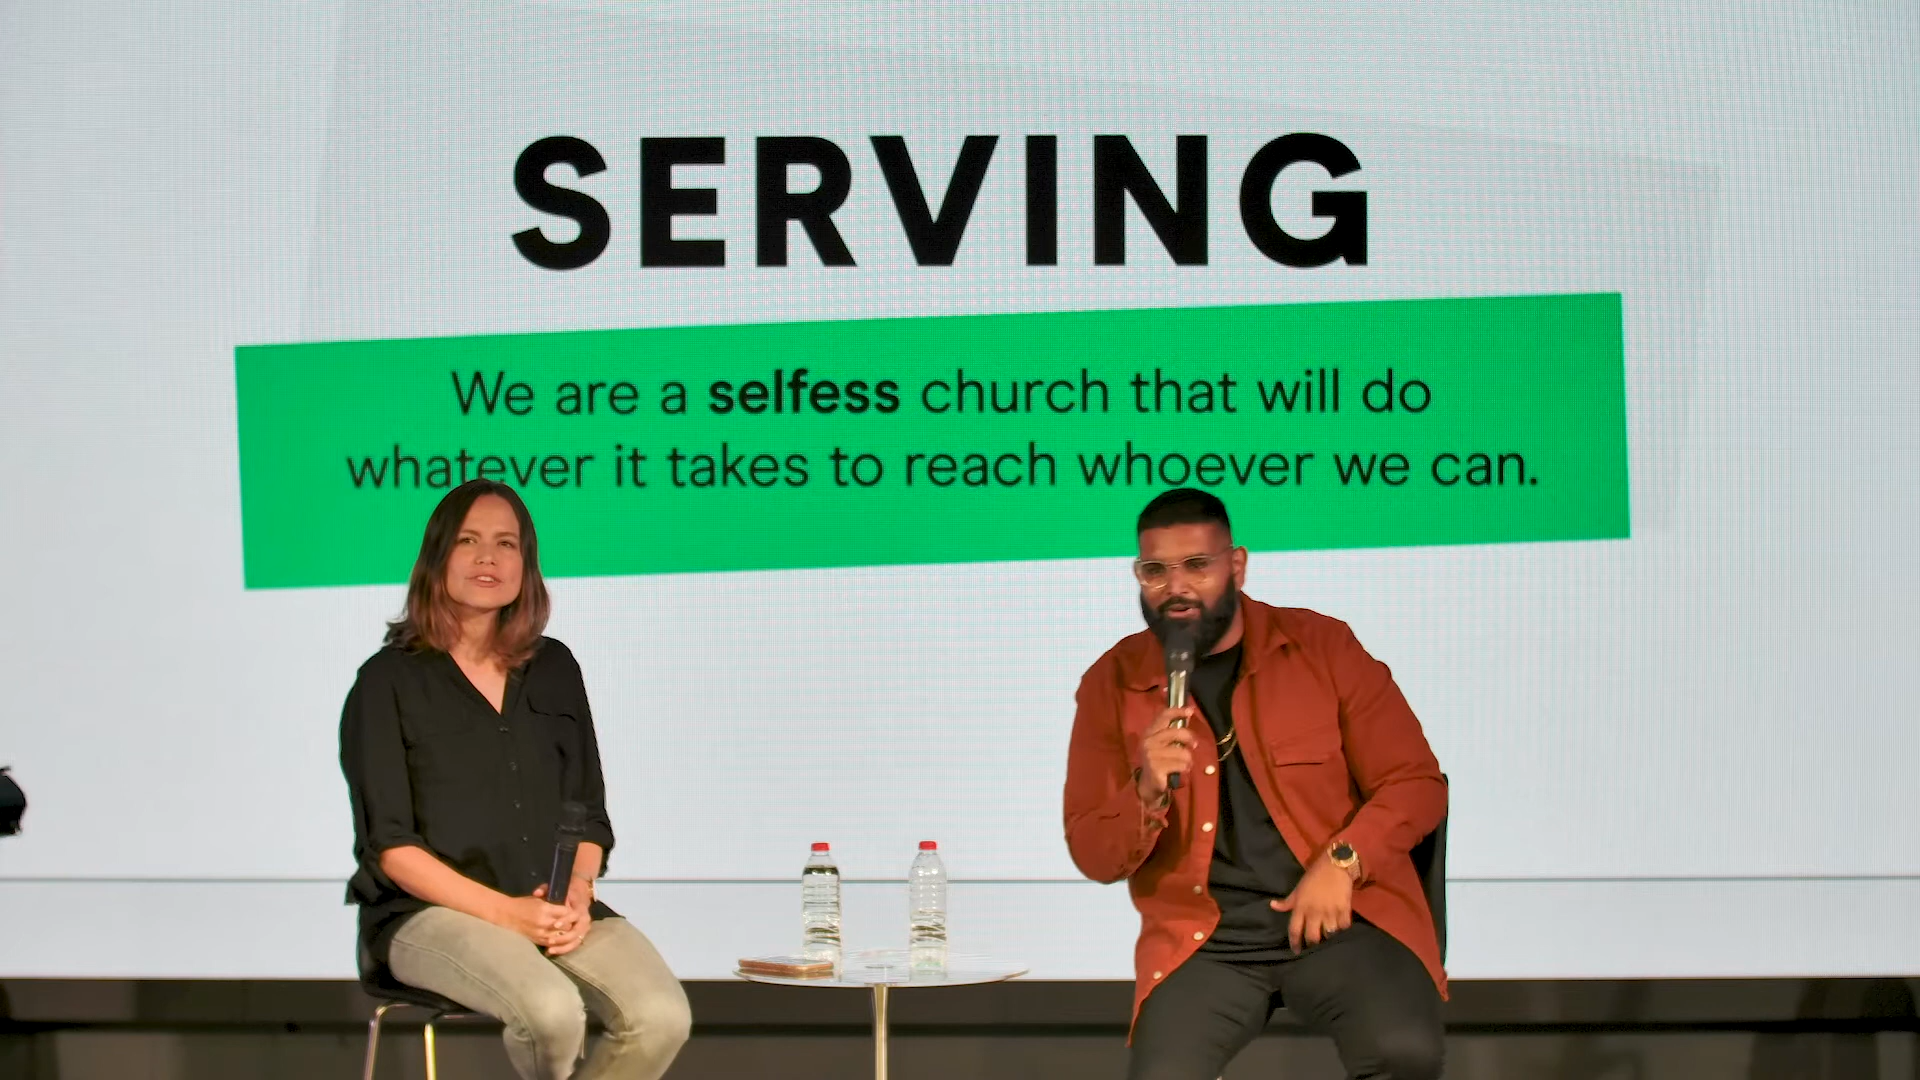 SERVING
We are a selfess church that will do
whatever it takes to reach whoever we can.